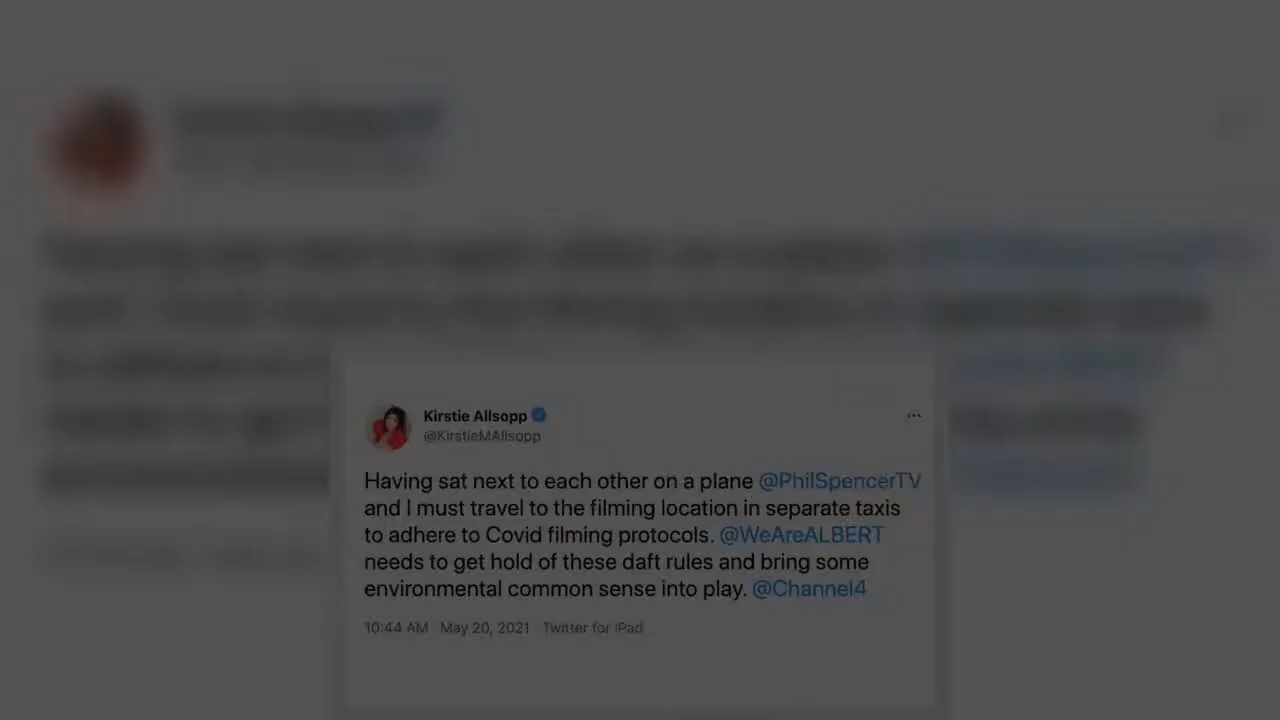 Kirstie Allsopp
@KirstieMAllsopp
Having sat next to each other on a plane @PhilSpencerTV
and I must travel to the filming location in separate taxis
to adhere to Covid filming protocols. @WeAreALBERT
needs to get hold of these daft rules and bring some
environmental common sense into play. @Channel4
10:44 AM · May 20, 2021 · Twitter for iPad